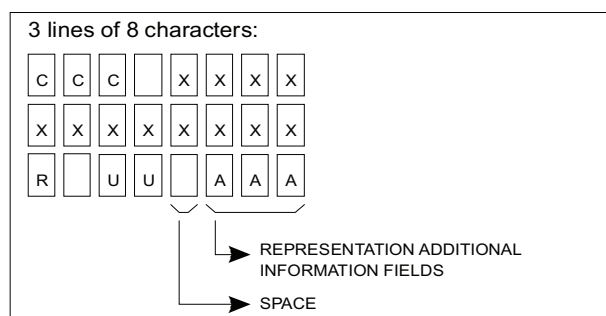 3 lines of 8 characters:
C C C X X X X
X X X X X X X X
R U U A A A
REPRESENTATION ADDITIONAL
INFORMATION FIELDS
SPACE